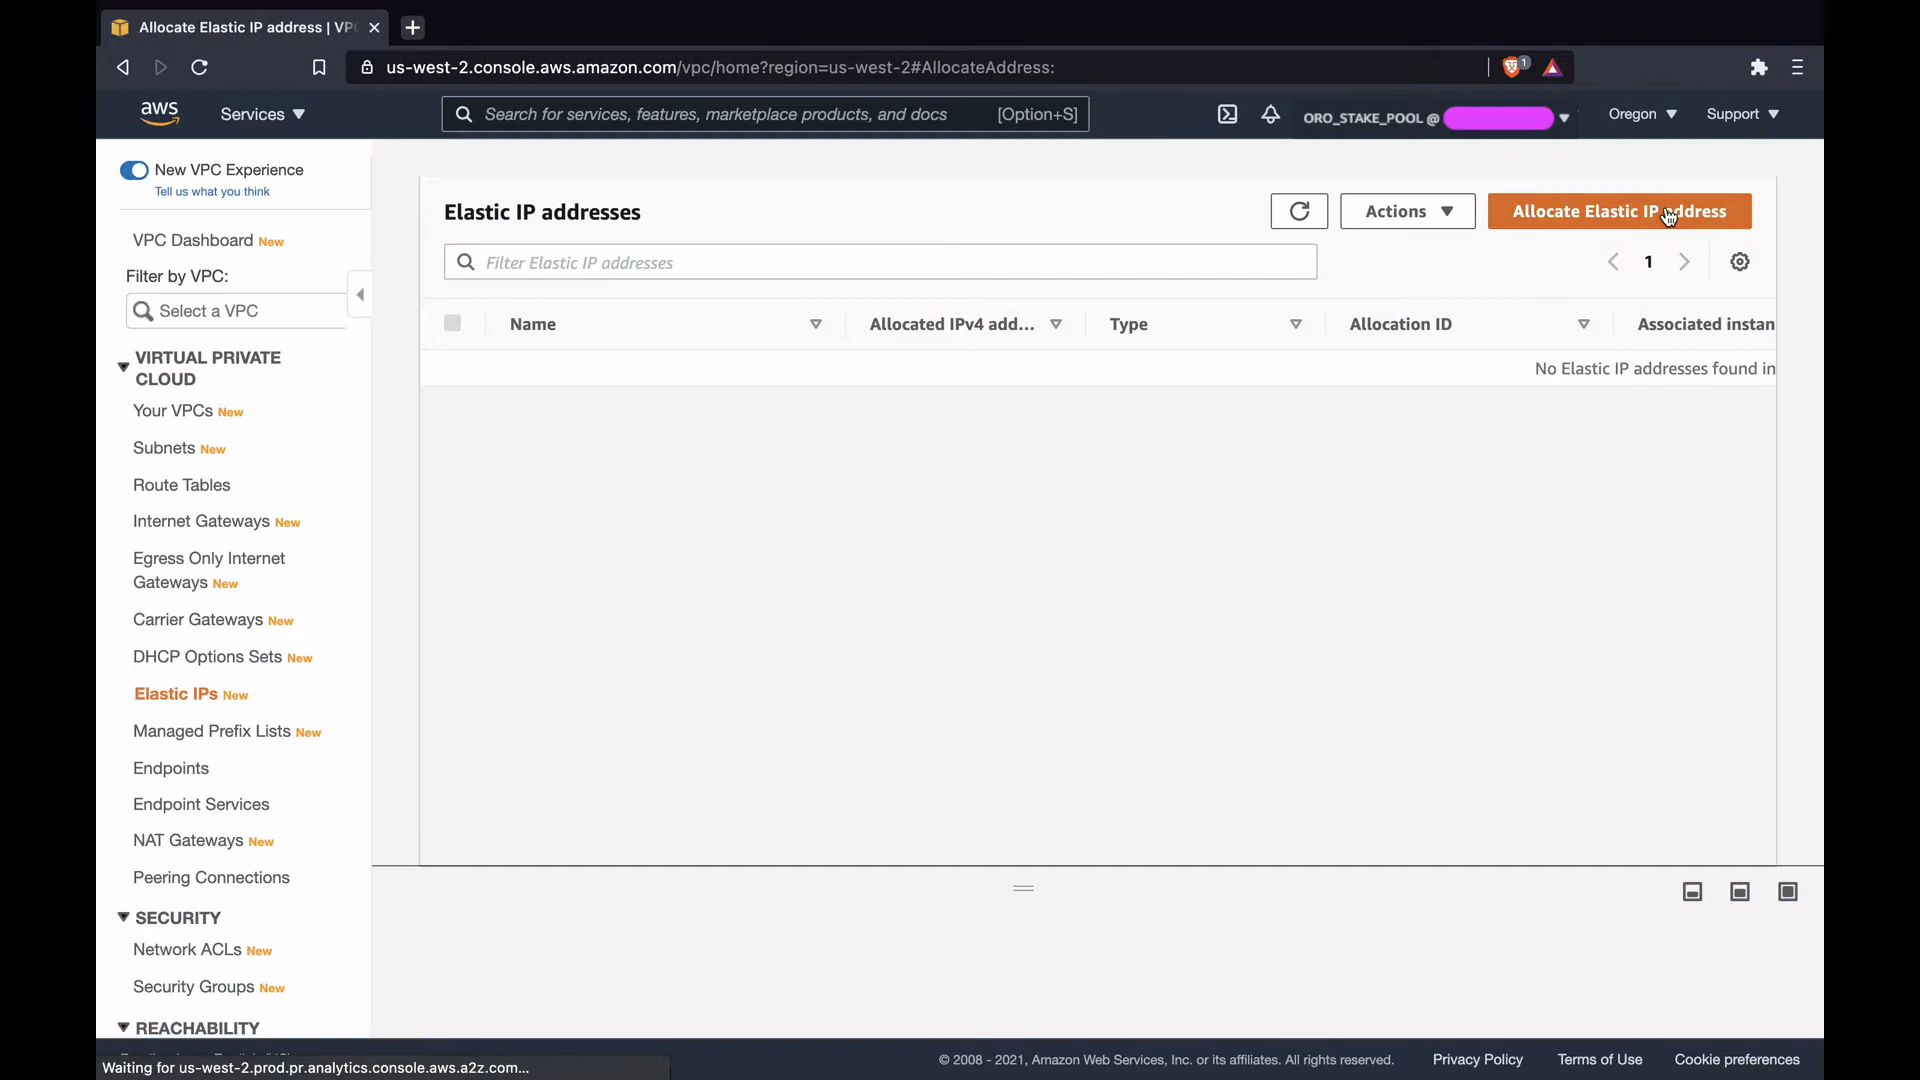 Allocate Elastic IP address | VPC
us-west-2.console.aws.amazon.com/vpc/home?region=us-west-2#AllocateAddress:
1
aws
Services
Search for services, features, marketplace products, and docs
[Option+S]
ORO_STAKE_POOL @
Oregon
Support
New VPC Experience
Tell us what you think
VPC Dashboard New
Filter by VPC:
Select a VPC
VIRTUAL PRIVATE
CLOUD
Your VPCs New
Subnets New
Route Tables
Internet Gateways New
Egress Only Internet
Gateways New
Carrier Gateways New
DHCP Options Sets New
Elastic IPs New
Managed Prefix Lists New
Endpoints
Endpoint Services
NAT Gateways New
Peering Connections
SECURITY
Network ACLs New
Security Groups New
REACHABILITY
Elastic IP addresses
Actions
Allocate Elastic IP address
Filter Elastic IP addresses
1
Name
Allocated IPv4 add...
Type
Allocation ID
Associated instan
No Elastic IP addresses found in
Waiting for us-west-2.prod.pr.analytics.console.aws.a2z.com...
© 2008 - 2021, Amazon Web Services, Inc. or its affiliates. All rights reserved.
Privacy Policy
Terms of Use
Cookie preferences